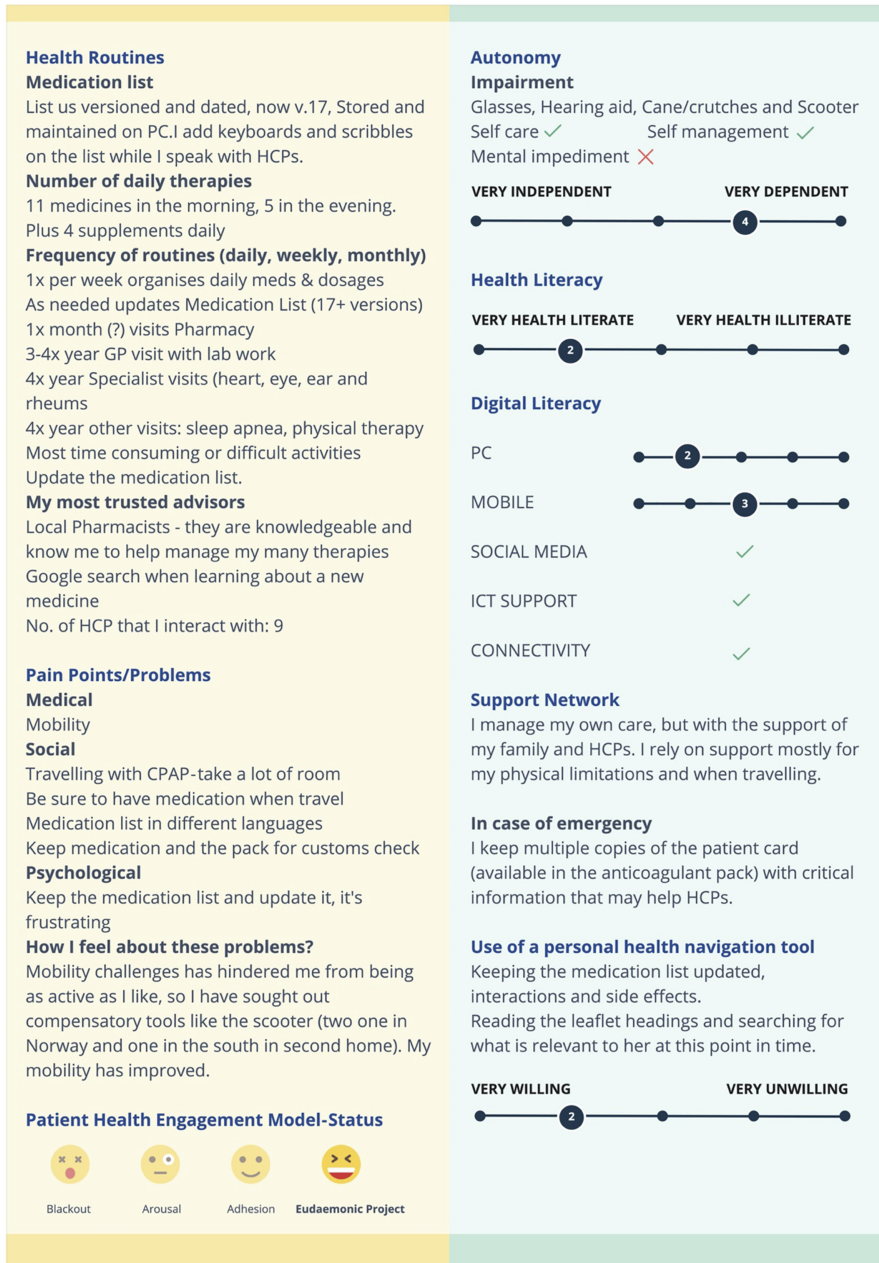 Health Routines
Medication list
List us versioned and dated, now v.17, Stored and
maintained on PC.I add keyboards and scribbles
on the list while I speak with HCPs.
Number of daily therapies
11 medicines in the morning, 5 in the evening.
Plus 4 supplements daily
Frequency of routines (daily, weekly, monthly)
1x per week organises daily meds & dosages
As needed updates Medication List (17+ versions)
1x month (?) visits Pharmacy
3-4x year GP visit with lab work
4x year Specialist visits (heart, eye, ear and
rheums
4x year other visits: sleep apnea, physical therapy
Most time consuming or difficult activities
Update the medication list.
My most trusted advisors
Local Pharmacists - they are knowledgeable and
know me to help manage my many therapies
Google search when learning about a new
medicine
No. of HCP that I interact with: 9
Pain Points/Problems
Medical
Mobility
Social
Travelling with CPAP-take a lot of room
Be sure to have medication when travel
Medication list in different languages
Keep medication and the pack for customs check
Psychological
Keep the medication list and update it, it's
frustrating
How I feel about these problems?
Mobility challenges has hindered me from being
as active as I like, so I have sought out
compensatory tools like the scooter (two one in
Norway and one in the south in second home). My
mobility has improved.
Patient Health Engagement Model-Status
Blackout Arousal Adhesion Eudaemonic Project
Autonomy
Impairment
Glasses, Hearing aid, Cane/crutches and Scooter
Self care Self management
Mental impediment
VERY INDEPENDENT VERY DEPENDENT
4
Health Literacy
VERY HEALTH LITERATE VERY HEALTH ILLITERATE
2
Digital Literacy
PC 2
MOBILE 3
SOCIAL MEDIA
ICT SUPPORT
CONNECTIVITY
Support Network
I manage my own care, but with the support of
my family and HCPs. I rely on support mostly for
my physical limitations and when travelling.
In case of emergency
I keep multiple copies of the patient card
(available in the anticoagulant pack) with critical
information that may help HCPs.
Use of a personal health navigation tool
Keeping the medication list updated,
interactions and side effects.
Reading the leaflet headings and searching for
what is relevant to her at this point in time.
VERY WILLING VERY UNWILLING
2